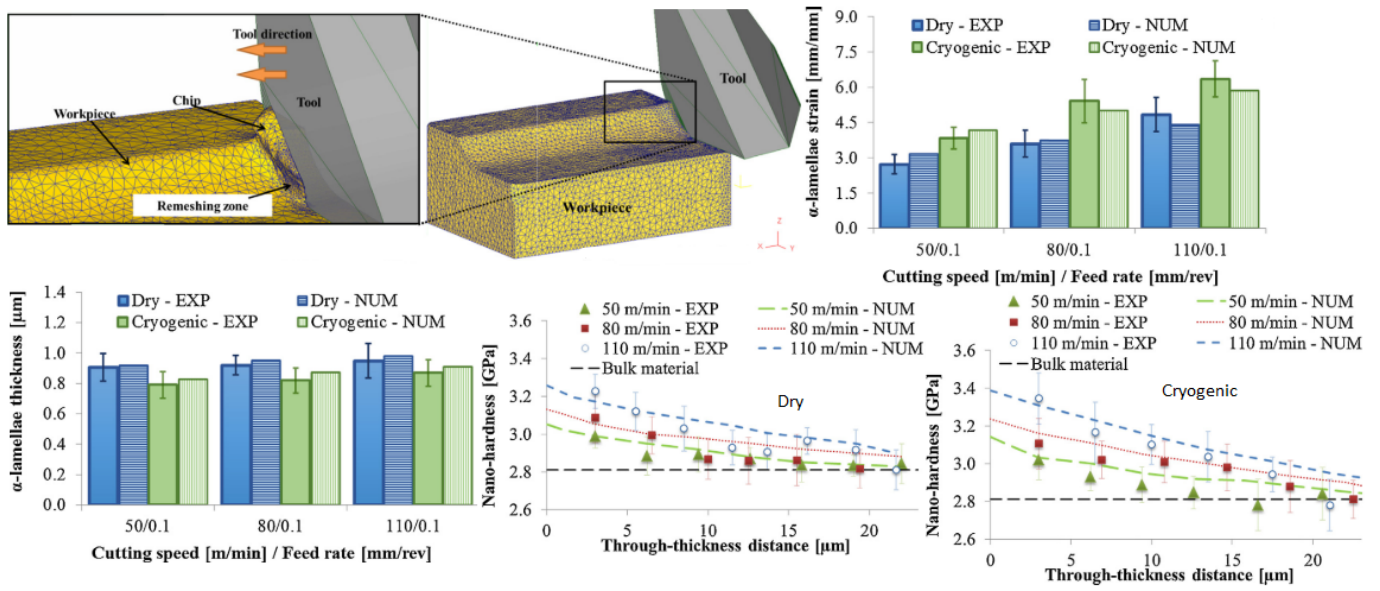 Tool direction
Chip
Tool
Workpiece
Remeshing zone
Tool
Workpiece
Z
X
Y
α-lamellae strain [mm/mm]
9.0
7.5
6.0
4.5
3.0
1.5
0.0
Dry - EXP
Dry - NUM
Cryogenic - EXP
Cryogenic - NUM
50/0.1
80/0.1
110/0.1
Cutting speed [m/min] / Feed rate [mm/rev]
α-lamellae thickness [µm]
1.4
1.2
1.0
0.8
0.6
0.4
0.2
0.0
Dry - EXP
Dry - NUM
Cryogenic - EXP
Cryogenic - NUM
50/0.1
80/0.1
110/0.1
Cutting speed [m/min] / Feed rate [mm/rev]
Nano-hardness [GPa]
3.6
3.4
3.2
3.0
2.8
2.6
50 m/min - EXP
50 m/min - NUM
80 m/min - EXP
80 m/min - NUM
110 m/min - EXP
110 m/min - NUM
Bulk material
Dry
0
5
10
15
20
Through-thickness distance [µm]
Nano-hardness [GPa]
3.6
3.4
3.2
3.0
2.8
2.6
50 m/min - EXP
50 m/min - NUM
80 m/min - EXP
80 m/min - NUM
110 m/min - EXP
110 m/min - NUM
Bulk material
Cryogenic
0
5
10
15
20
Through-thickness distance [µm]